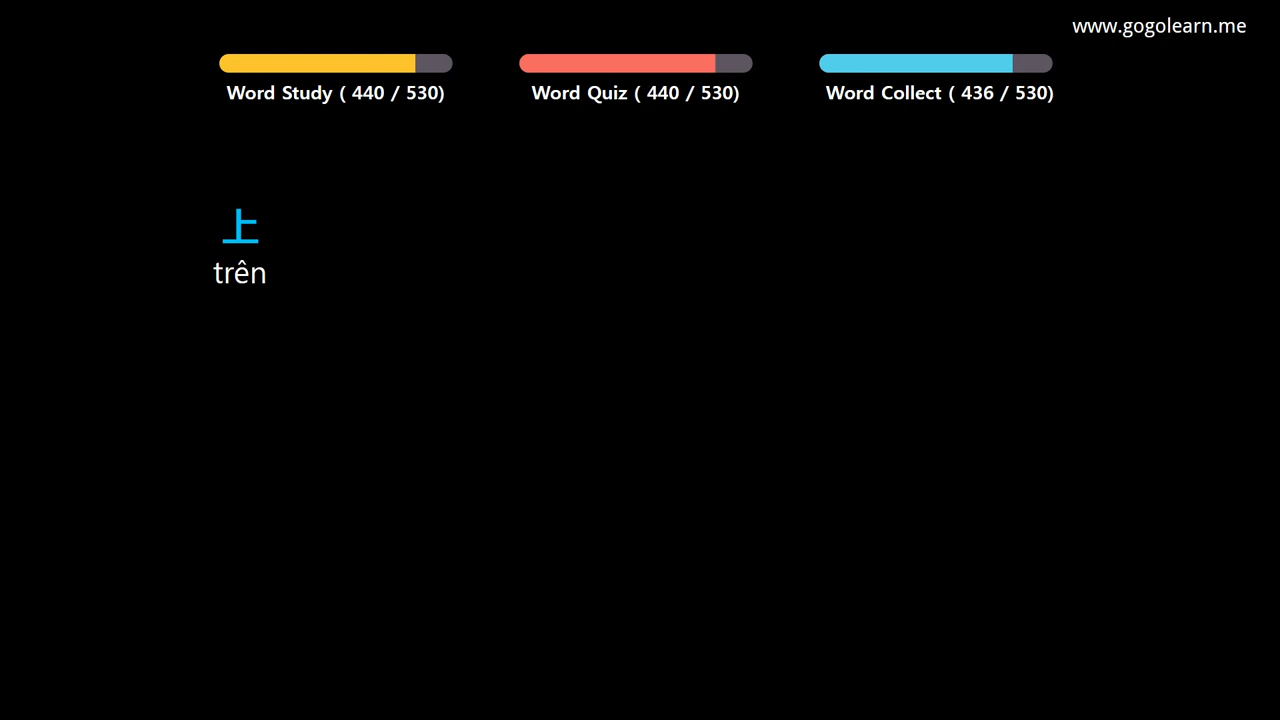 www.gogolearn.me
Word Study ( 440 / 530)
Word Quiz ( 440 / 530)
Word Collect ( 436 / 530)
上
trên